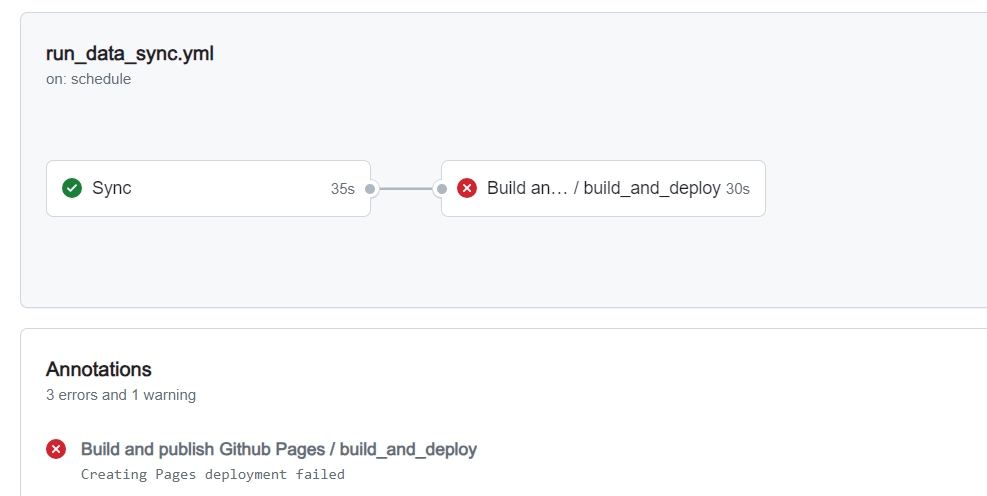 run_data_sync.yml
on: schedule
Sync 35s
Build an... / build_and_deploy 30s
Annotations
3 errors and 1 warning
Build and publish Github Pages / build_and_deploy
Creating Pages deployment failed